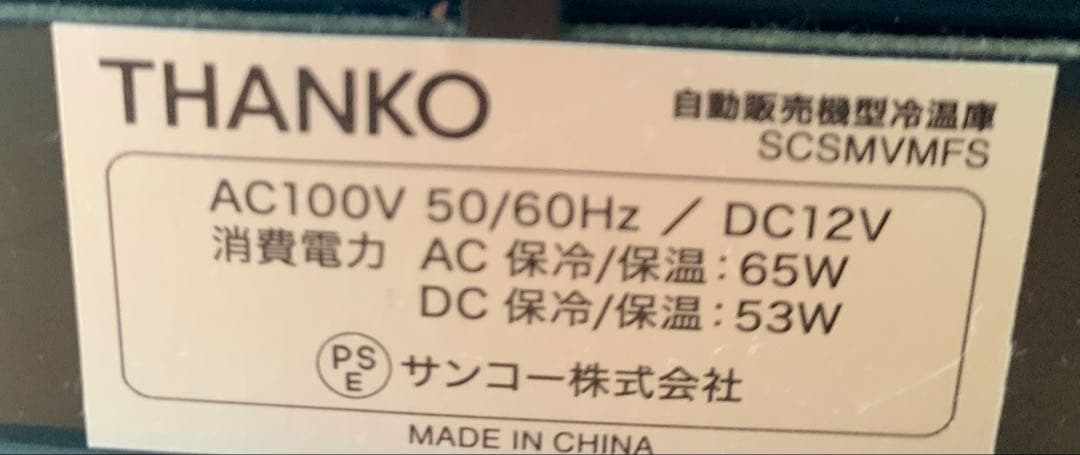 THANKO
自動販売機型冷温庫
SCSMVMFS
AC100V 50/60Hz ／ DC12V
消費電力 AC 保冷/保温：65W
DC 保冷/保温：53W
PS
E
サンコー株式会社
MADE IN CHINA